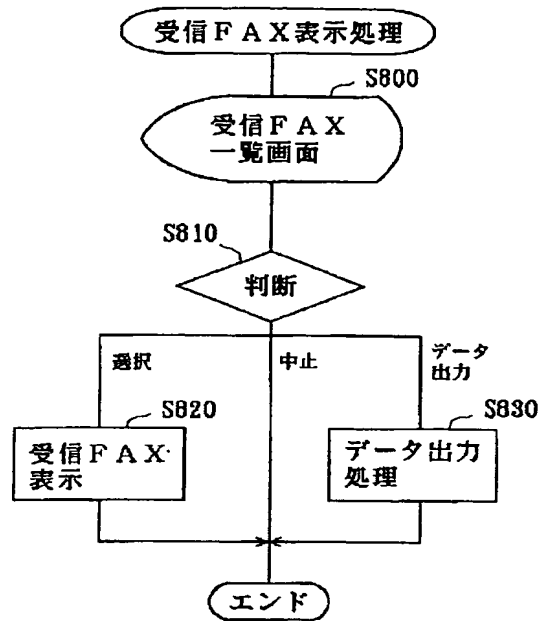 受信ＦＡＸ表示処理
S800
受信ＦＡＸ
一覧画面
S810
判断
選択
中止
データ
出力
S820
受信ＦＡＸ
表示
S830
データ出力
処理
エンド